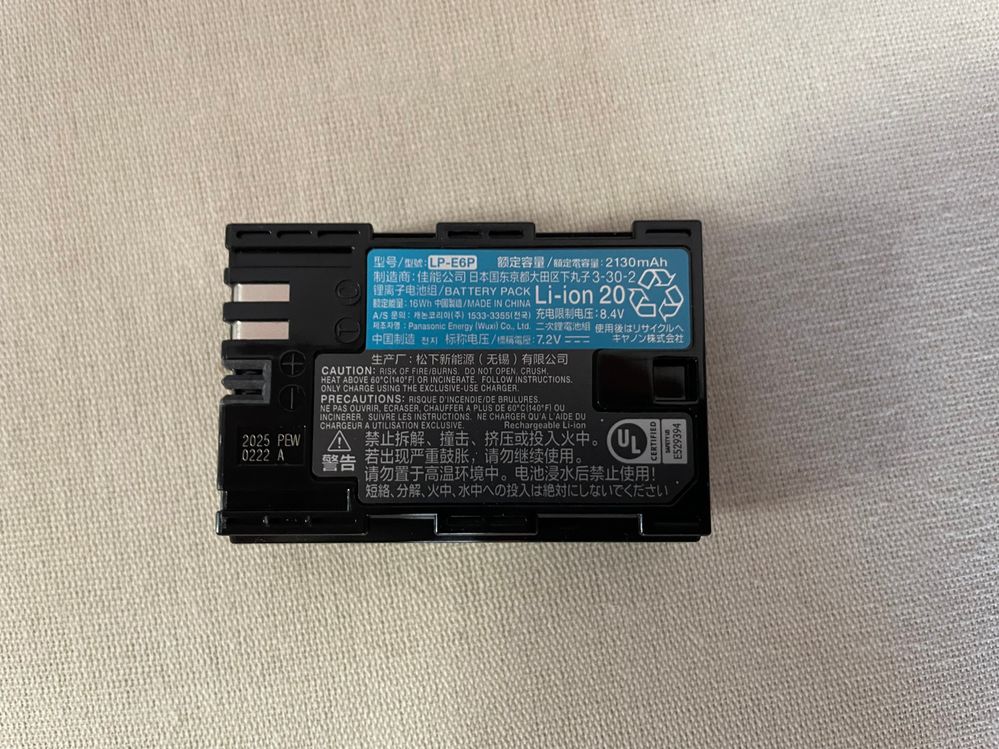 型号/型號: LP-E6P 额定容量/額定電容量: 2130mAh
制造商: 佳能公司 日本国东京都大田区下丸子3-30-2
锂离子电池组/BATTERY PACK Li-ion 20
额定能量: 16Wh 中國製造/MADE IN CHINA
充电限制电压: 8.4V
A/S 문의: 캐논코리아(주) 1533-3355(전국)
二次鋰電池組 使用後はリサイクルへ
제조자명: Panasonic Energy (Wuxi) Co., Ltd.
キヤノン株式会社
中国制造 전지 标称电压/標稱電壓: 7.2V
生产厂: 松下新能源(无锡)有限公司
CAUTION: RISK OF FIRE/BURNS. DO NOT OPEN, CRUSH,
HEAT ABOVE 60°C(140°F) OR INCINERATE. FOLLOW INSTRUCTIONS.
ONLY CHARGE USING THE EXCLUSIVE-USE CHARGER.
PRECAUTIONS: RISQUE D'INCENDIE/DE BRULURES.
NE PAS OUVRIR, ECRASER, CHAUFFER A PLUS DE 60°C(140°F) OU
INCINERER. SUIVRE LES INSTRUCTIONS. NE CHARGER QU'A L'AIDE DU
CHARGEUR A UTILISATION EXCLUSIVE. Rechargeable Li-ion
警告
禁止拆解、撞击、挤压或投入火中。
若出现严重鼓胀,请勿继续使用。
请勿置于高温环境中。电池浸水后禁止使用!
短絡、分解、火中、水中への投入は絶対にしないでください
UL
CERTIFIED
SAFETY US
E529394
2025 PEW
0222 A